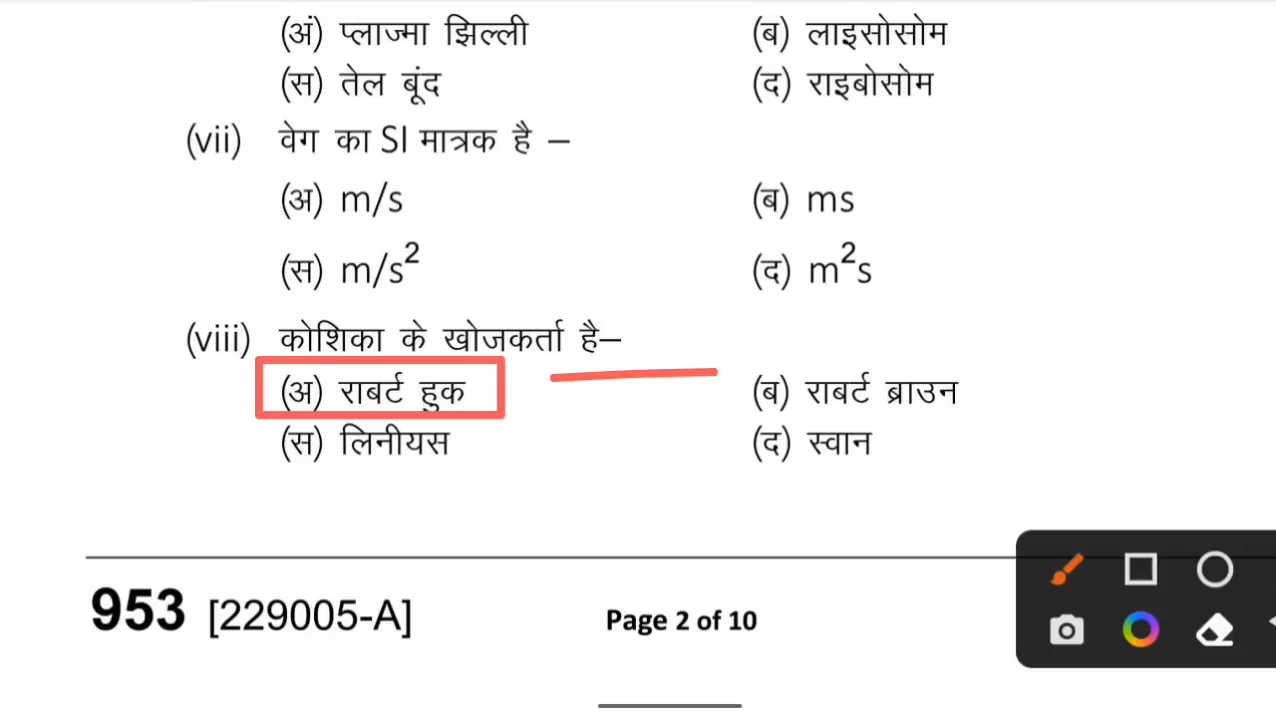 (अं) प्लाज्मा झिल्ली (ब) लाइसोसोम
(स) तेल बूंद (द) राइबोसोम
(vii) वेग का SI मात्रक है –
(अ) m/s (ब) ms
(स) m/s² (द) m²s
(viii) कोशिका के खोजकर्ता है–
(अ) राबर्ट हुक (ब) राबर्ट ब्राउन
(स) लिनीयस (द) स्वान
953 [229005-A] Page 2 of 10